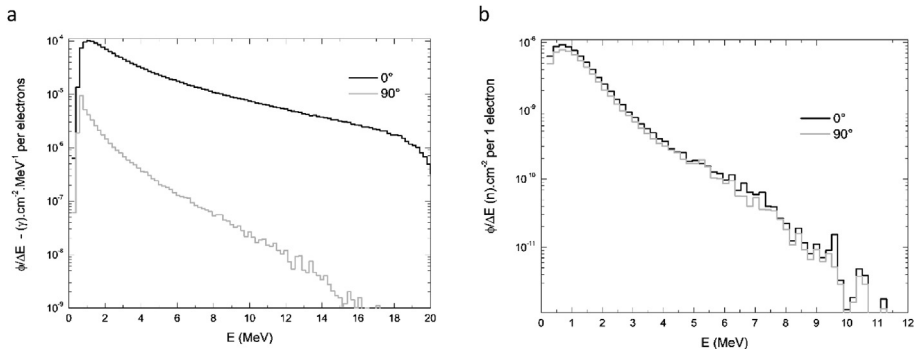 a
ϕ/ΔE - (γ).cm⁻².MeV⁻¹ per electrons
10⁻⁴
10⁻⁵
10⁻⁶
10⁻⁷
10⁻⁸
10⁻⁹
0°
90°
0 2 4 6 8 10 12 14 16 18 20
E (MeV)
b
ϕ/ΔE (n).cm⁻² per 1 electron
10⁻⁸
10⁻⁹
10⁻¹⁰
10⁻¹¹
0°
90°
0 1 2 3 4 5 6 7 8 9 10 11 12
E (MeV)